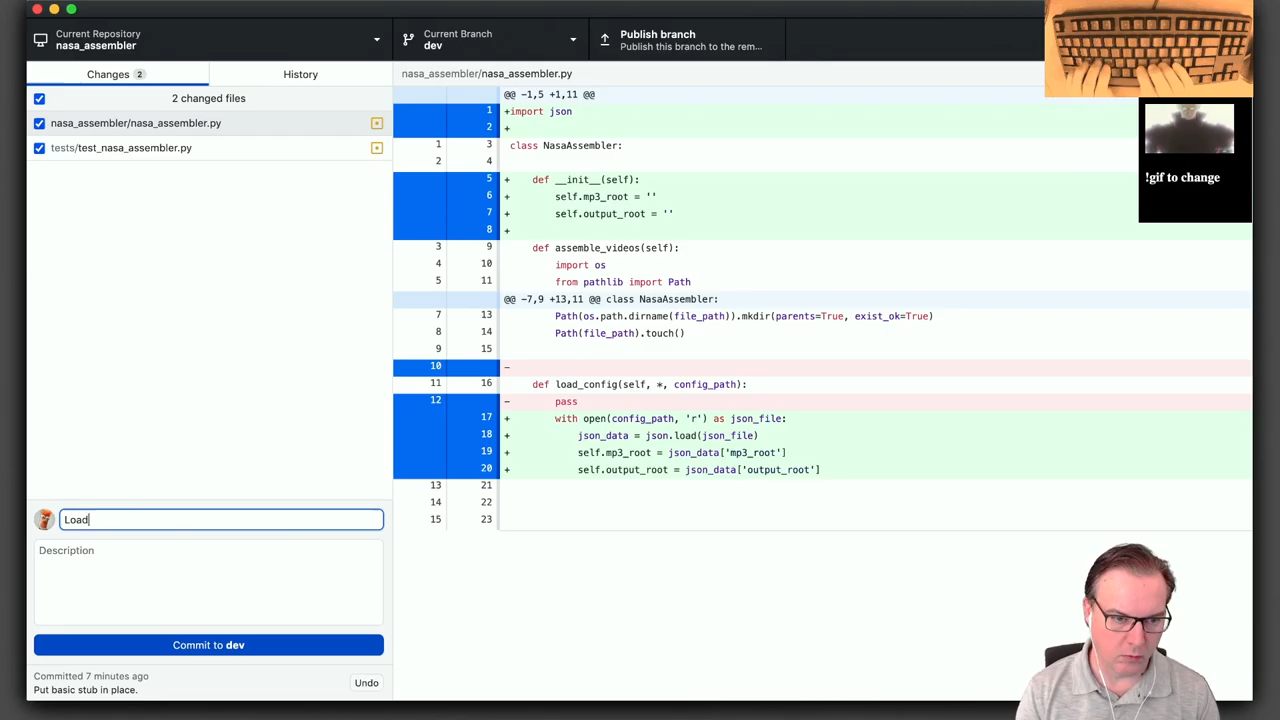 Current Repository
nasa_assembler
Current Branch
dev
Publish branch
Publish this branch to the rem...
Changes 2
History
2 changed files
nasa_assembler/nasa_assembler.py
tests/test_nasa_assembler.py
nasa_assembler/nasa_assembler.py
@@ -1,5 +1,11 @@
1 +import json
2 +
1 3 class NasaAssembler:
2 4
5 + def __init__(self):
6 + self.mp3_root = ''
7 + self.output_root = ''
8 +
3 9 def assemble_videos(self):
4 10 import os
5 11 from pathlib import Path
@@ -7,9 +13,11 @@ class NasaAssembler:
7 13 Path(os.path.dirname(file_path)).mkdir(parents=True, exist_ok=True)
8 14 Path(file_path).touch()
9 15
10 -
11 16 def load_config(self, *, config_path):
12 - pass
17 + with open(config_path, 'r') as json_file:
18 + json_data = json.load(json_file)
19 + self.mp3_root = json_data['mp3_root']
20 + self.output_root = json_data['output_root']
13 21
14 22
15 23
!gif to change
Load
Description
Commit to dev
Committed 7 minutes ago
Put basic stub in place.
Undo